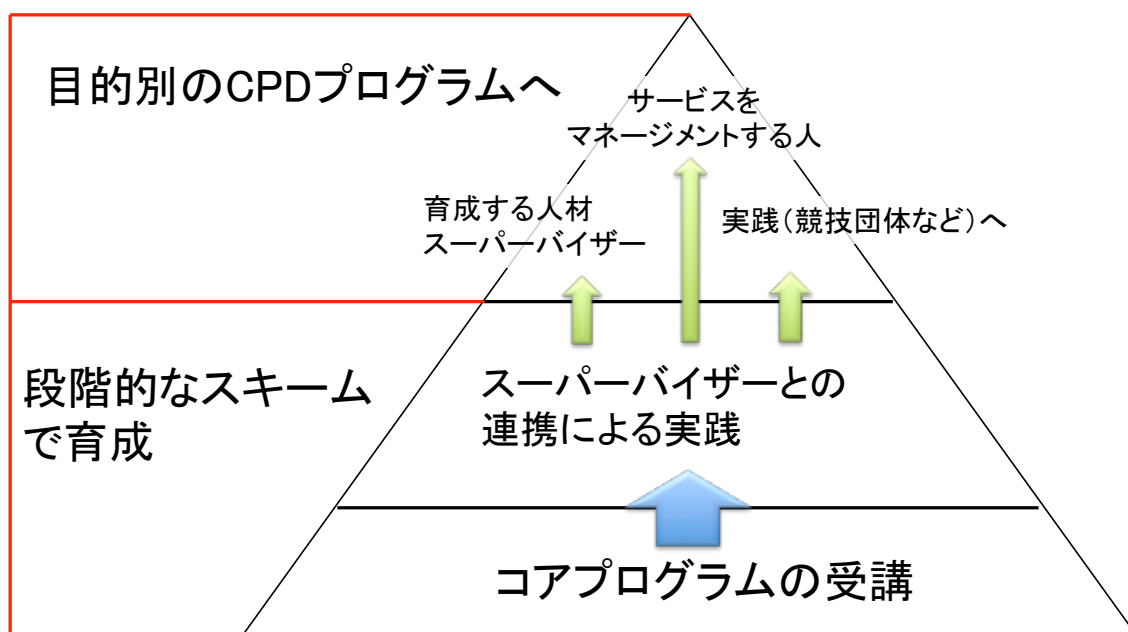 目的別のCPDプログラムへ
サービスを
マネージメントする人
育成する人材
スーパーバイザー
実践（競技団体など）へ
段階的なスキーム
で育成
スーパーバイザーとの
連携による実践
コアプログラムの受講